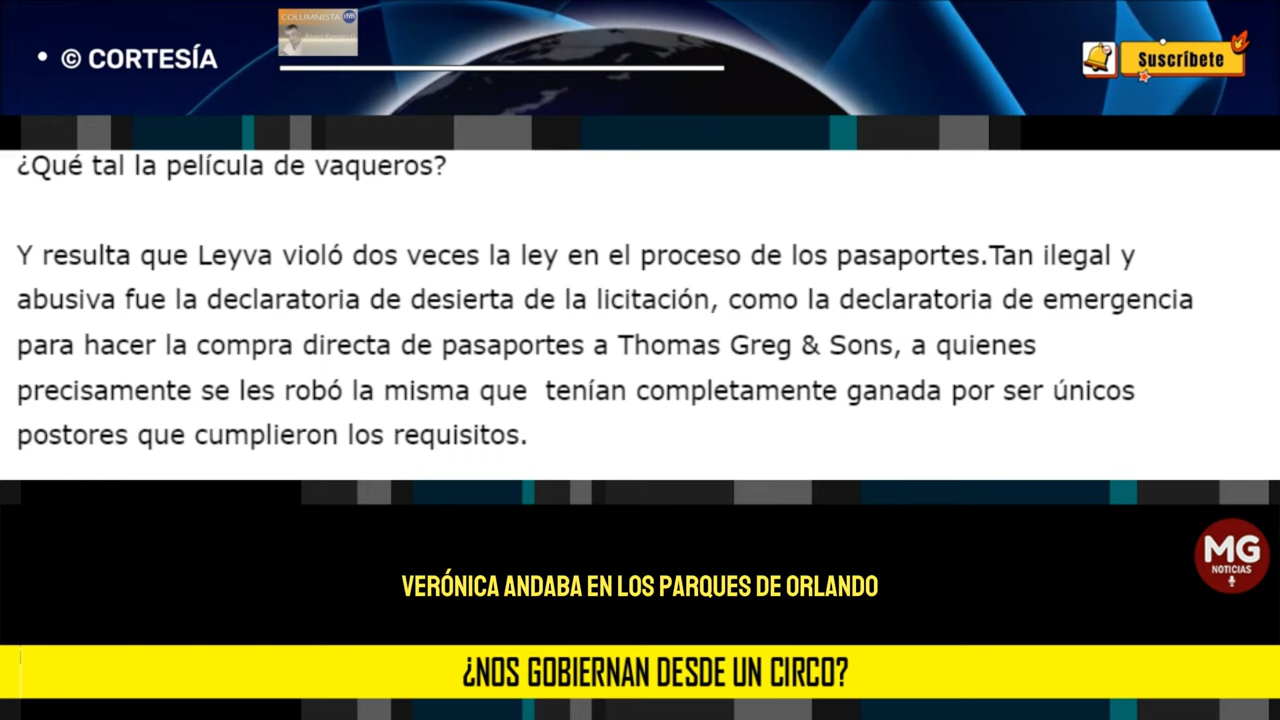 COLUMNISTA ifm
• © CORTESÍA
Suscríbete
¿Qué tal la película de vaqueros?
Y resulta que Leyva violó dos veces la ley en el proceso de los pasaportes.Tan ilegal y
abusiva fue la declaratoria de desierta de la licitación, como la declaratoria de emergencia
para hacer la compra directa de pasaportes a Thomas Greg & Sons, a quienes
precisamente se les robó la misma que  tenían completamente ganada por ser únicos
postores que cumplieron los requisitos.
MG
NOTICIAS
VERÓNICA ANDABA EN LOS PARQUES DE ORLANDO
¿NOS GOBIERNAN DESDE UN CIRCO?